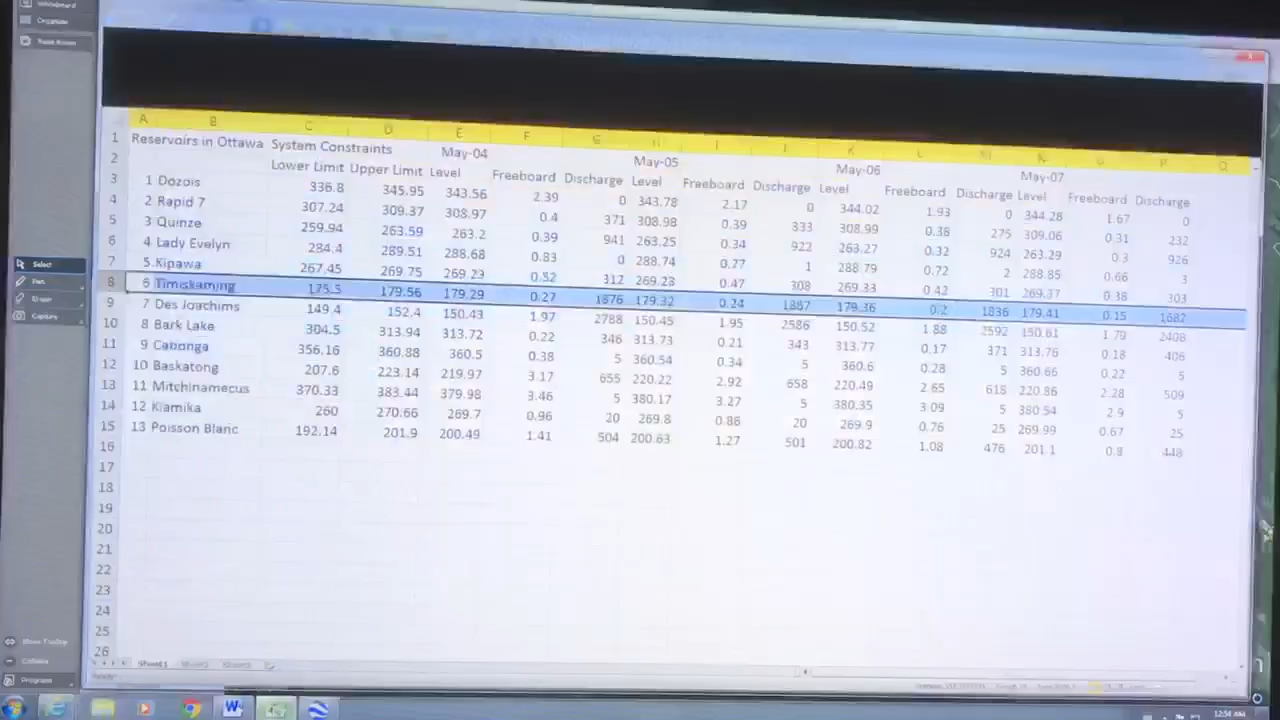 Whiteboard
Organize
A B C D E F G H I J K L M N O P Q
1 Reservoirs in Ottawa System Constraints May-04 May-05 May-06 May-07
2 Lower Limit Upper Limit Level Freeboard Discharge Level Freeboard Discharge Level Freeboard Discharge Level Freeboard Discharge
3 1 Dozois 336.8 345.95 343.56 2.39 0 343.78 2.17 0 344.02 1.93 0 344.28 1.67 0
4 2 Rapid 7 307.24 309.37 308.97 0.4 371 308.98 0.39 333 308.99 0.38 275 309.06 0.31 232
5 3 Quinze 259.94 263.59 263.2 0.39 941 263.25 0.34 922 263.27 0.32 924 263.29 0.3 926
6 4 Lady Evelyn 284.4 289.51 288.68 0.83 0 288.74 0.77 1 288.79 0.72 2 288.85 0.66 3
7 5 Kipawa 267.45 269.75 269.23 0.52 312 269.23 0.47 308 269.33 0.42 301 269.37 0.38 303
8 6 Timiskaming 175.5 179.56 179.29 0.27 1876 179.32 0.24 1867 179.36 0.2 1836 179.41 0.15 1682
9 7 Des Joachims 149.4 152.4 150.43 1.97 2788 150.45 1.95 2586 150.52 1.88 2592 150.61 1.79 2408
10 8 Bark Lake 304.5 313.94 313.72 0.22 346 313.73 0.21 343 313.77 0.17 371 313.76 0.18 406
11 9 Cabonga 356.16 360.88 360.5 0.38 5 360.54 0.34 5 360.6 0.28 5 360.66 0.22 5
12 10 Baskatong 207.6 223.14 219.97 3.17 655 220.22 2.92 658 220.49 2.65 618 220.86 2.28 509
13 11 Mitchinamecus 370.33 383.44 379.98 3.46 5 380.17 3.27 5 380.35 3.09 5 380.54 2.9 5
14 12 Kiamika 260 270.66 269.7 0.96 20 269.8 0.86 20 269.9 0.76 25 269.99 0.67 25
15 13 Poisson Blanc 192.14 201.9 200.49 1.41 504 200.63 1.27 501 200.82 1.08 476 201.1 0.8 448
16
17
18
19
20
21
22
23
24
25
26
Select
Pen
Eraser
Capture
Sheet1 Sheet2 Sheet3
Programs
12:54 AM